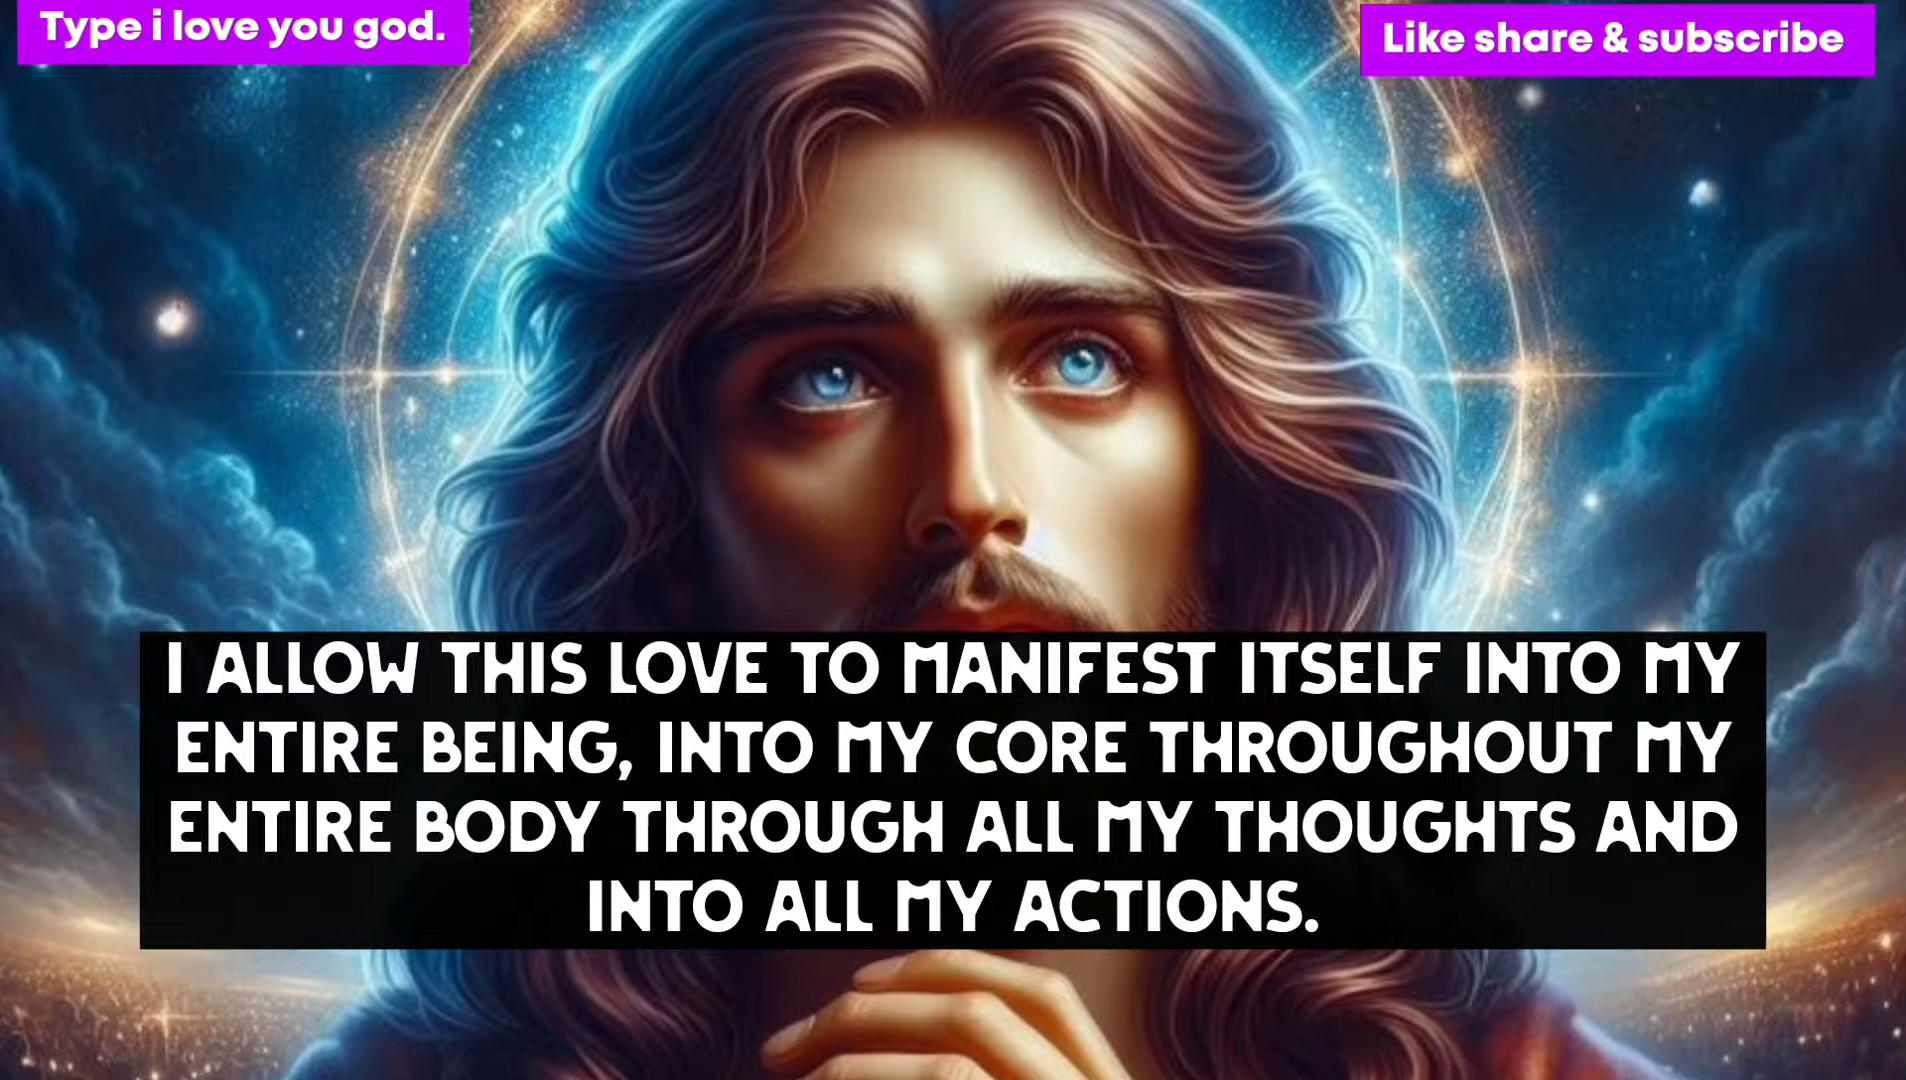 Type i love you god.
Like share & subscribe
I ALLOW THIS LOVE TO MANIFEST ITSELF INTO MY
ENTIRE BEING, INTO MY CORE THROUGHOUT MY
ENTIRE BODY THROUGH ALL MY THOUGHTS AND
INTO ALL MY ACTIONS.